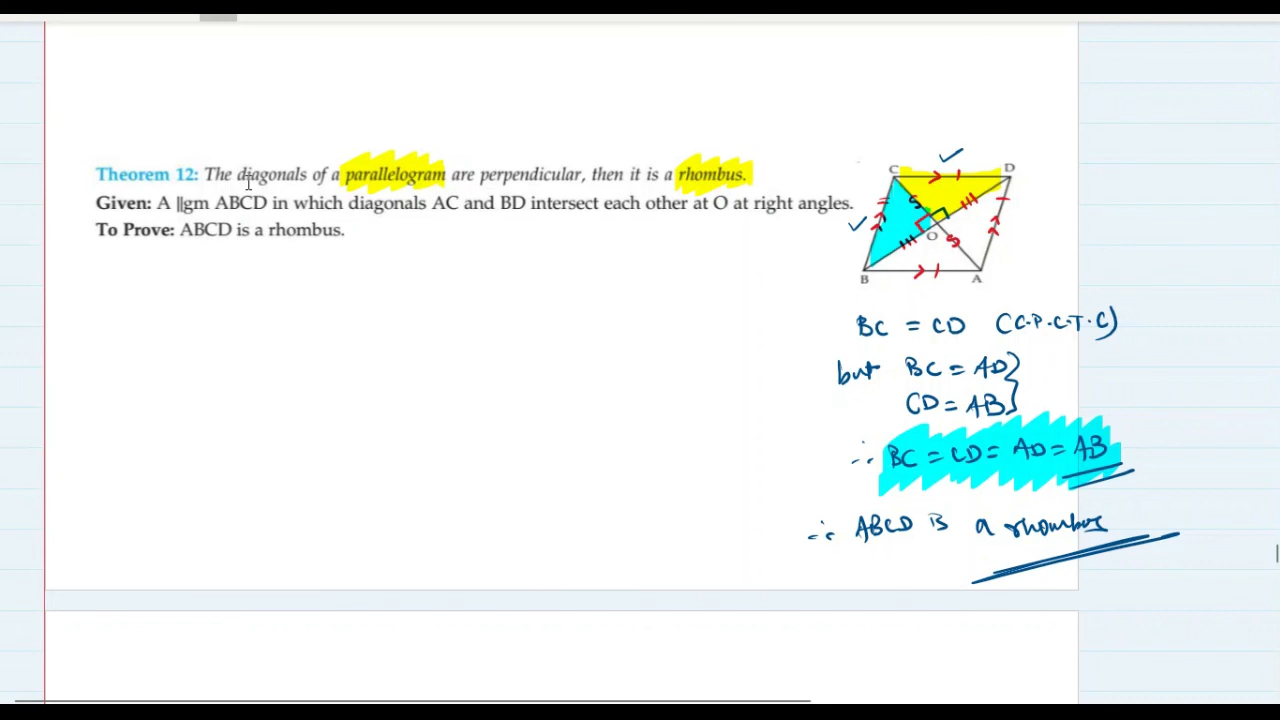 Theorem 12: The diagonals of a parallelogram are perpendicular, then it is a rhombus.
Given: A ||gm ABCD in which diagonals AC and BD intersect each other at O at right angles.
To Prove: ABCD is a rhombus.
C D
O
B A
BC = CD (C.P.C.T.C)
but BC = AD }
CD = AB }
∴ BC = CD = AD = AB
∴ ABCD is a rhombus